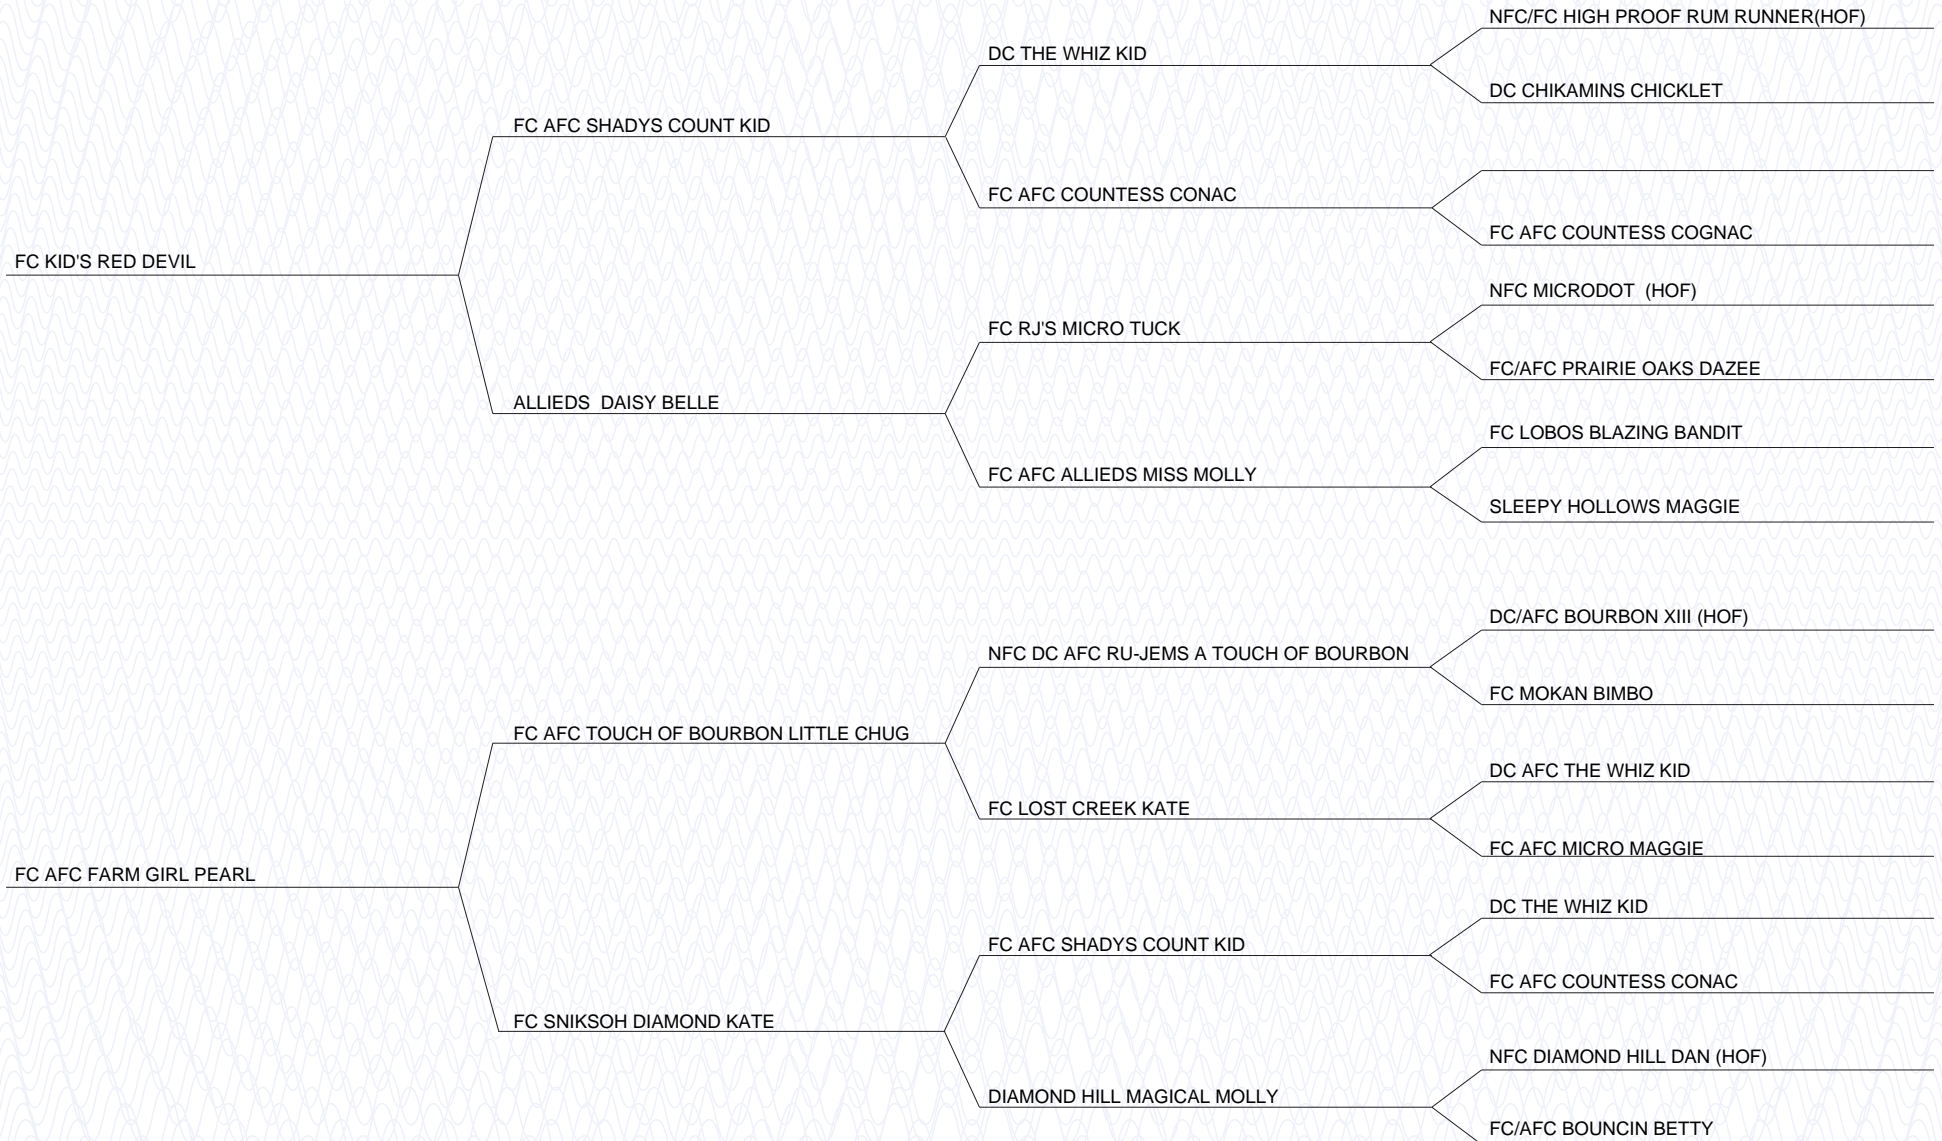 NFC/FC HIGH PROOF RUM RUNNER(HOF)
DC THE WHIZ KID
DC CHIKAMINS CHICKLET
FC AFC SHADYS COUNT KID
FC AFC COUNTESS CONAC
FC AFC COUNTESS COGNAC
FC KID'S RED DEVIL
NFC MICRODOT  (HOF)
FC RJ'S MICRO TUCK
FC/AFC PRAIRIE OAKS DAZEE
ALLIEDS  DAISY BELLE
FC LOBOS BLAZING BANDIT
FC AFC ALLIEDS MISS MOLLY
SLEEPY HOLLOWS MAGGIE
DC/AFC BOURBON XIII (HOF)
NFC DC AFC RU-JEMS A TOUCH OF BOURBON
FC MOKAN BIMBO
FC AFC TOUCH OF BOURBON LITTLE CHUG
DC AFC THE WHIZ KID
FC LOST CREEK KATE
FC AFC MICRO MAGGIE
FC AFC FARM GIRL PEARL
DC THE WHIZ KID
FC AFC SHADYS COUNT KID
FC AFC COUNTESS CONAC
FC SNIKSOH DIAMOND KATE
NFC DIAMOND HILL DAN (HOF)
DIAMOND HILL MAGICAL MOLLY
FC/AFC BOUNCIN BETTY